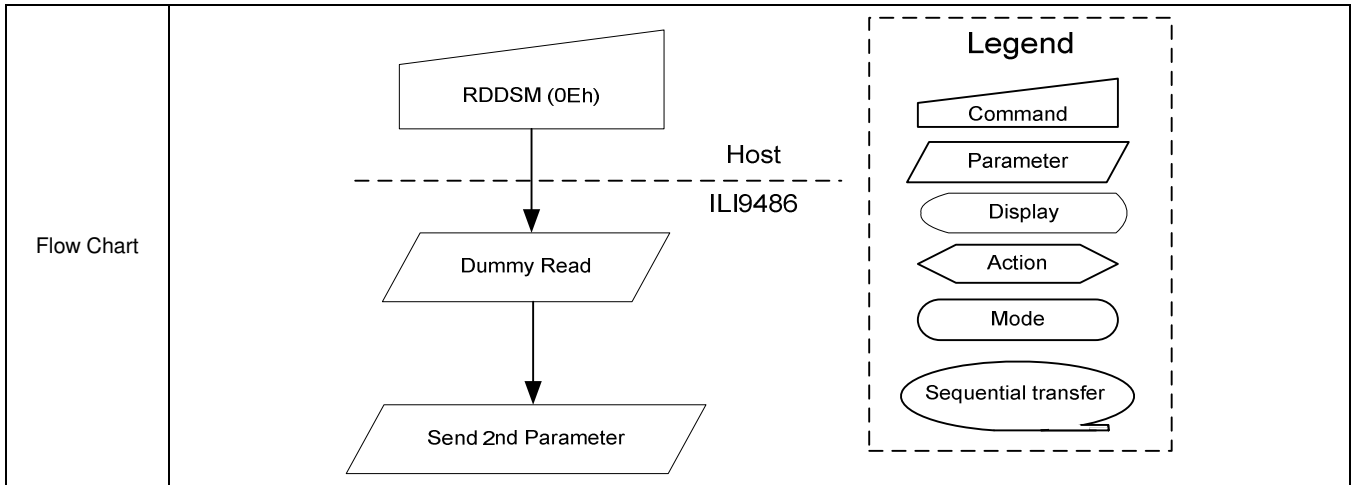 Flow Chart
RDDSM (0Eh)
Host
ILI9486
Dummy Read
Send 2nd Parameter
Legend
Command
Parameter
Display
Action
Mode
Sequential transfer